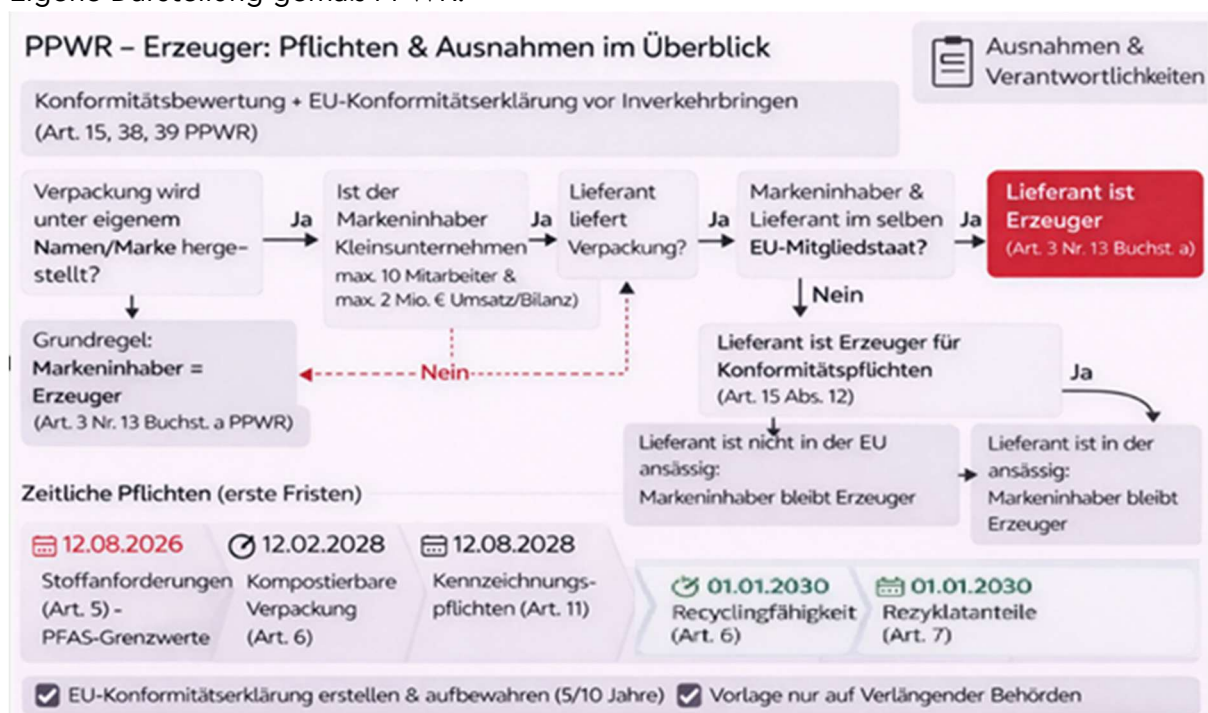 PPWR – Erzeuger: Pflichten & Ausnahmen im Überblick
Ausnahmen &
Verantwortlichkeiten
Konformitätsbewertung + EU-Konformitätserklärung vor Inverkehrbringen
(Art. 15, 38, 39 PPWR)
Verpackung wird
unter eigenem
Namen/Marke herge-
stellt?
Ja
Ist der
Markeninhaber
Kleinsunternehmen
max. 10 Mitarbeiter &
max. 2 Mio. € Umsatz/Bilanz)
Ja
Lieferant
liefert
Verpackung?
Ja
Markeninhaber &
Lieferant im selben
EU-Mitgliedstaat?
Ja
Lieferant ist
Erzeuger
(Art. 3 Nr. 13 Buchst. a)
Nein
Grundregel:
Markeninhaber =
Erzeuger
(Art. 3 Nr. 13 Buchst. a PPWR)
Nein
Lieferant ist Erzeuger für
Konformitätspflichten
(Art. 15 Abs. 12)
Ja
Lieferant ist nicht in der EU
ansässig:
Markeninhaber bleibt Erzeuger
Lieferant ist in der
ansässig:
Markeninhaber bleibt
Erzeuger
Zeitliche Pflichten (erste Fristen)
12.08.2026
Stoffanforderungen
(Art. 5) -
PFAS-Grenzwerte
12.02.2028
Kompostierbare
Verpackung
(Art. 6)
12.08.2028
Kennzeichnungs-
pflichten (Art. 11)
01.01.2030
Recyclingfähigkeit
(Art. 6)
01.01.2030
Rezyklatanteile
(Art. 7)
EU-Konformitätserklärung erstellen & aufbewahren (5/10 Jahre)
Vorlage nur auf Verlängender Behörden